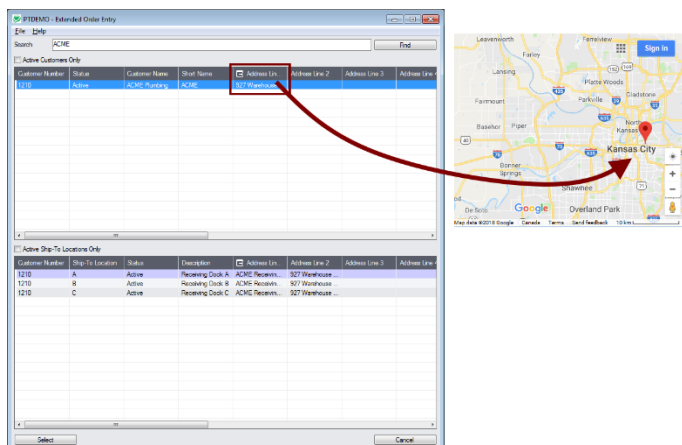 PTDEMO - Extended Order Entry
File Help
Search ACME Find
Active Customers Only
Customer Number Status Customer Name Short Name Address Lin... Address Line 2 Address Line 3 Address Line
1210 Active ACME Plumbing ACME 927 Warehouse...
Active Ship-To Locations Only
Customer Number Ship-To Location Status Description Address Lin... Address Line 2 Address Line 3 Address Line
1210 A Active Receiving Dock A ACME Receivin... 927 Warehouse ...
1210 B Active Receiving Dock B ACME Receivin... 927 Warehouse ...
1210 C Active Receiving Dock C ACME Receivin... 927 Warehouse ...
Select Cancel
Leavenworth Ferrelview
Farley Sign In
Lansing
Platte Woods
Fairmount Parkville Gladstone
Basehor Piper North
Kansas
Kansas City
Bonner
Springs
Shawnee
De Soto Google Overland Park
Map data ©2018 Google Canada Terms Send feedback 10 km